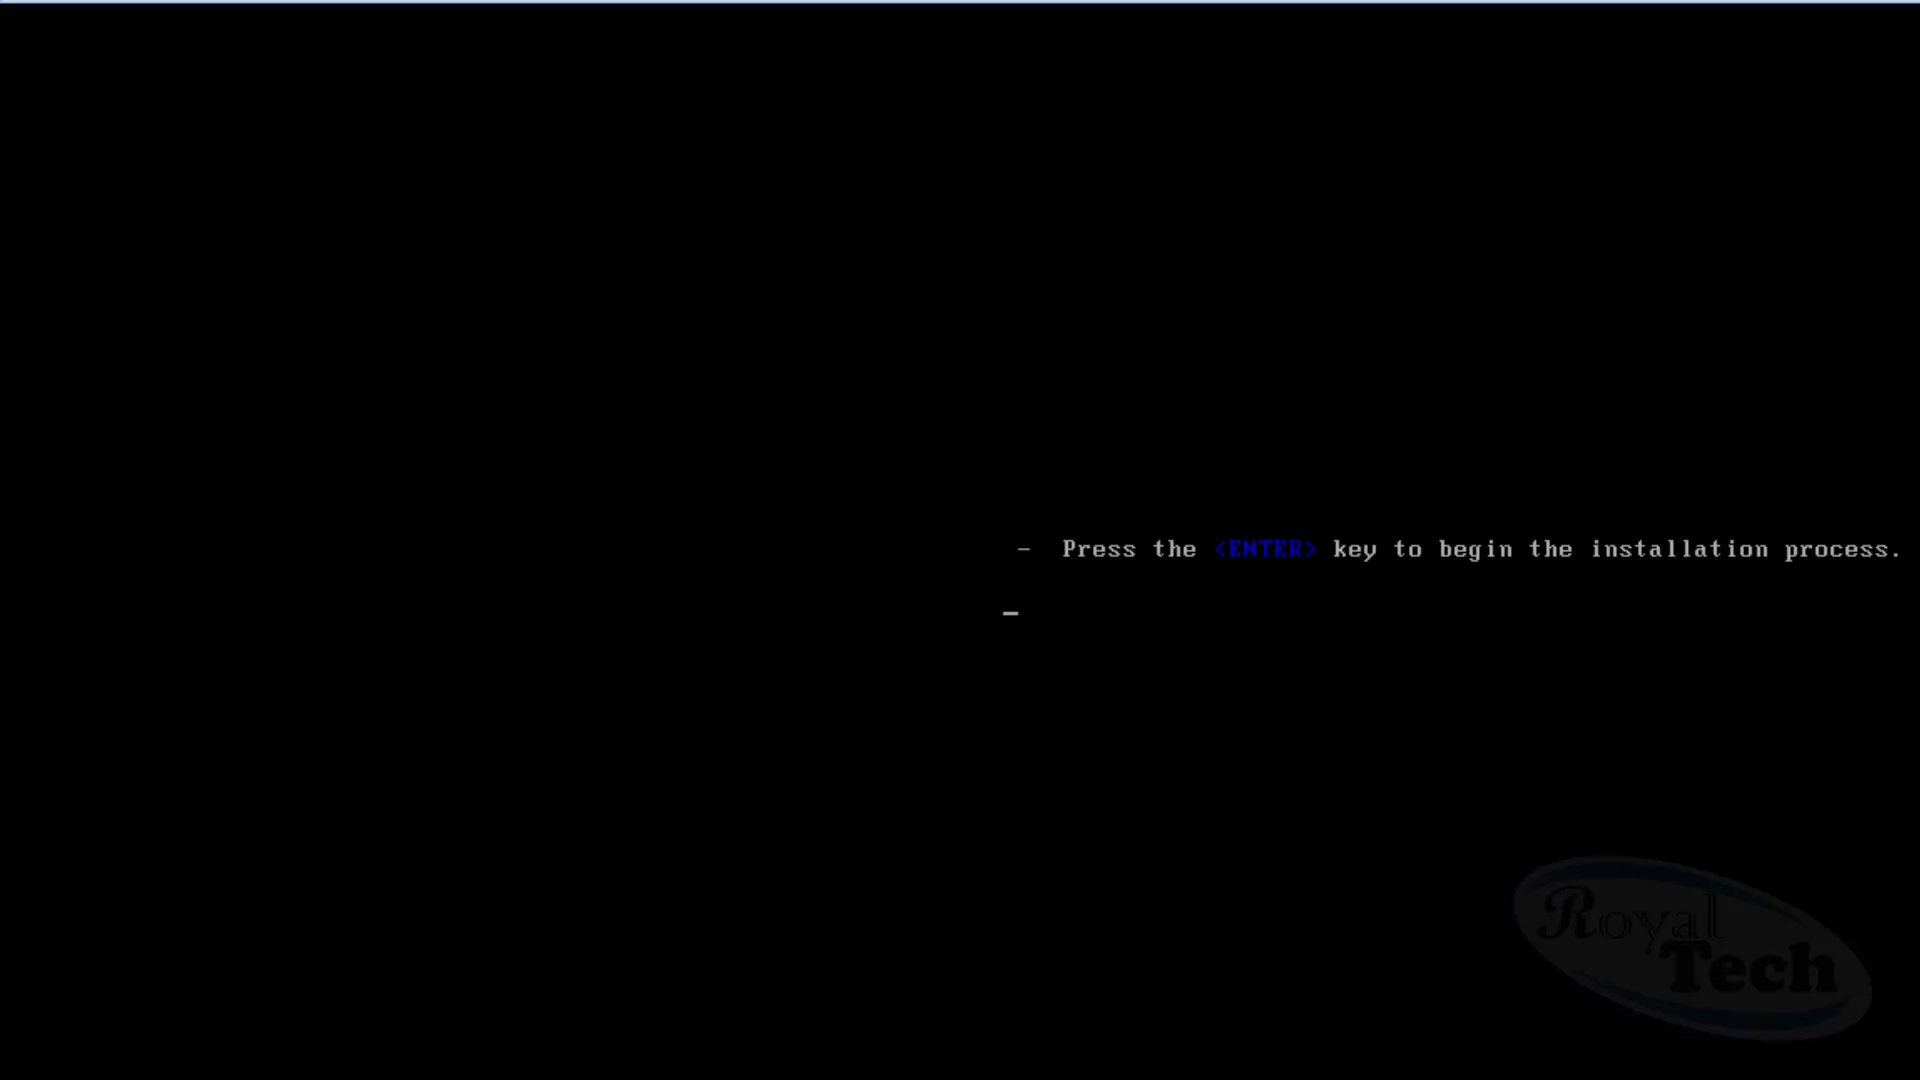 -  Press the <ENTER> key to begin the installation process.
Royal
Tech